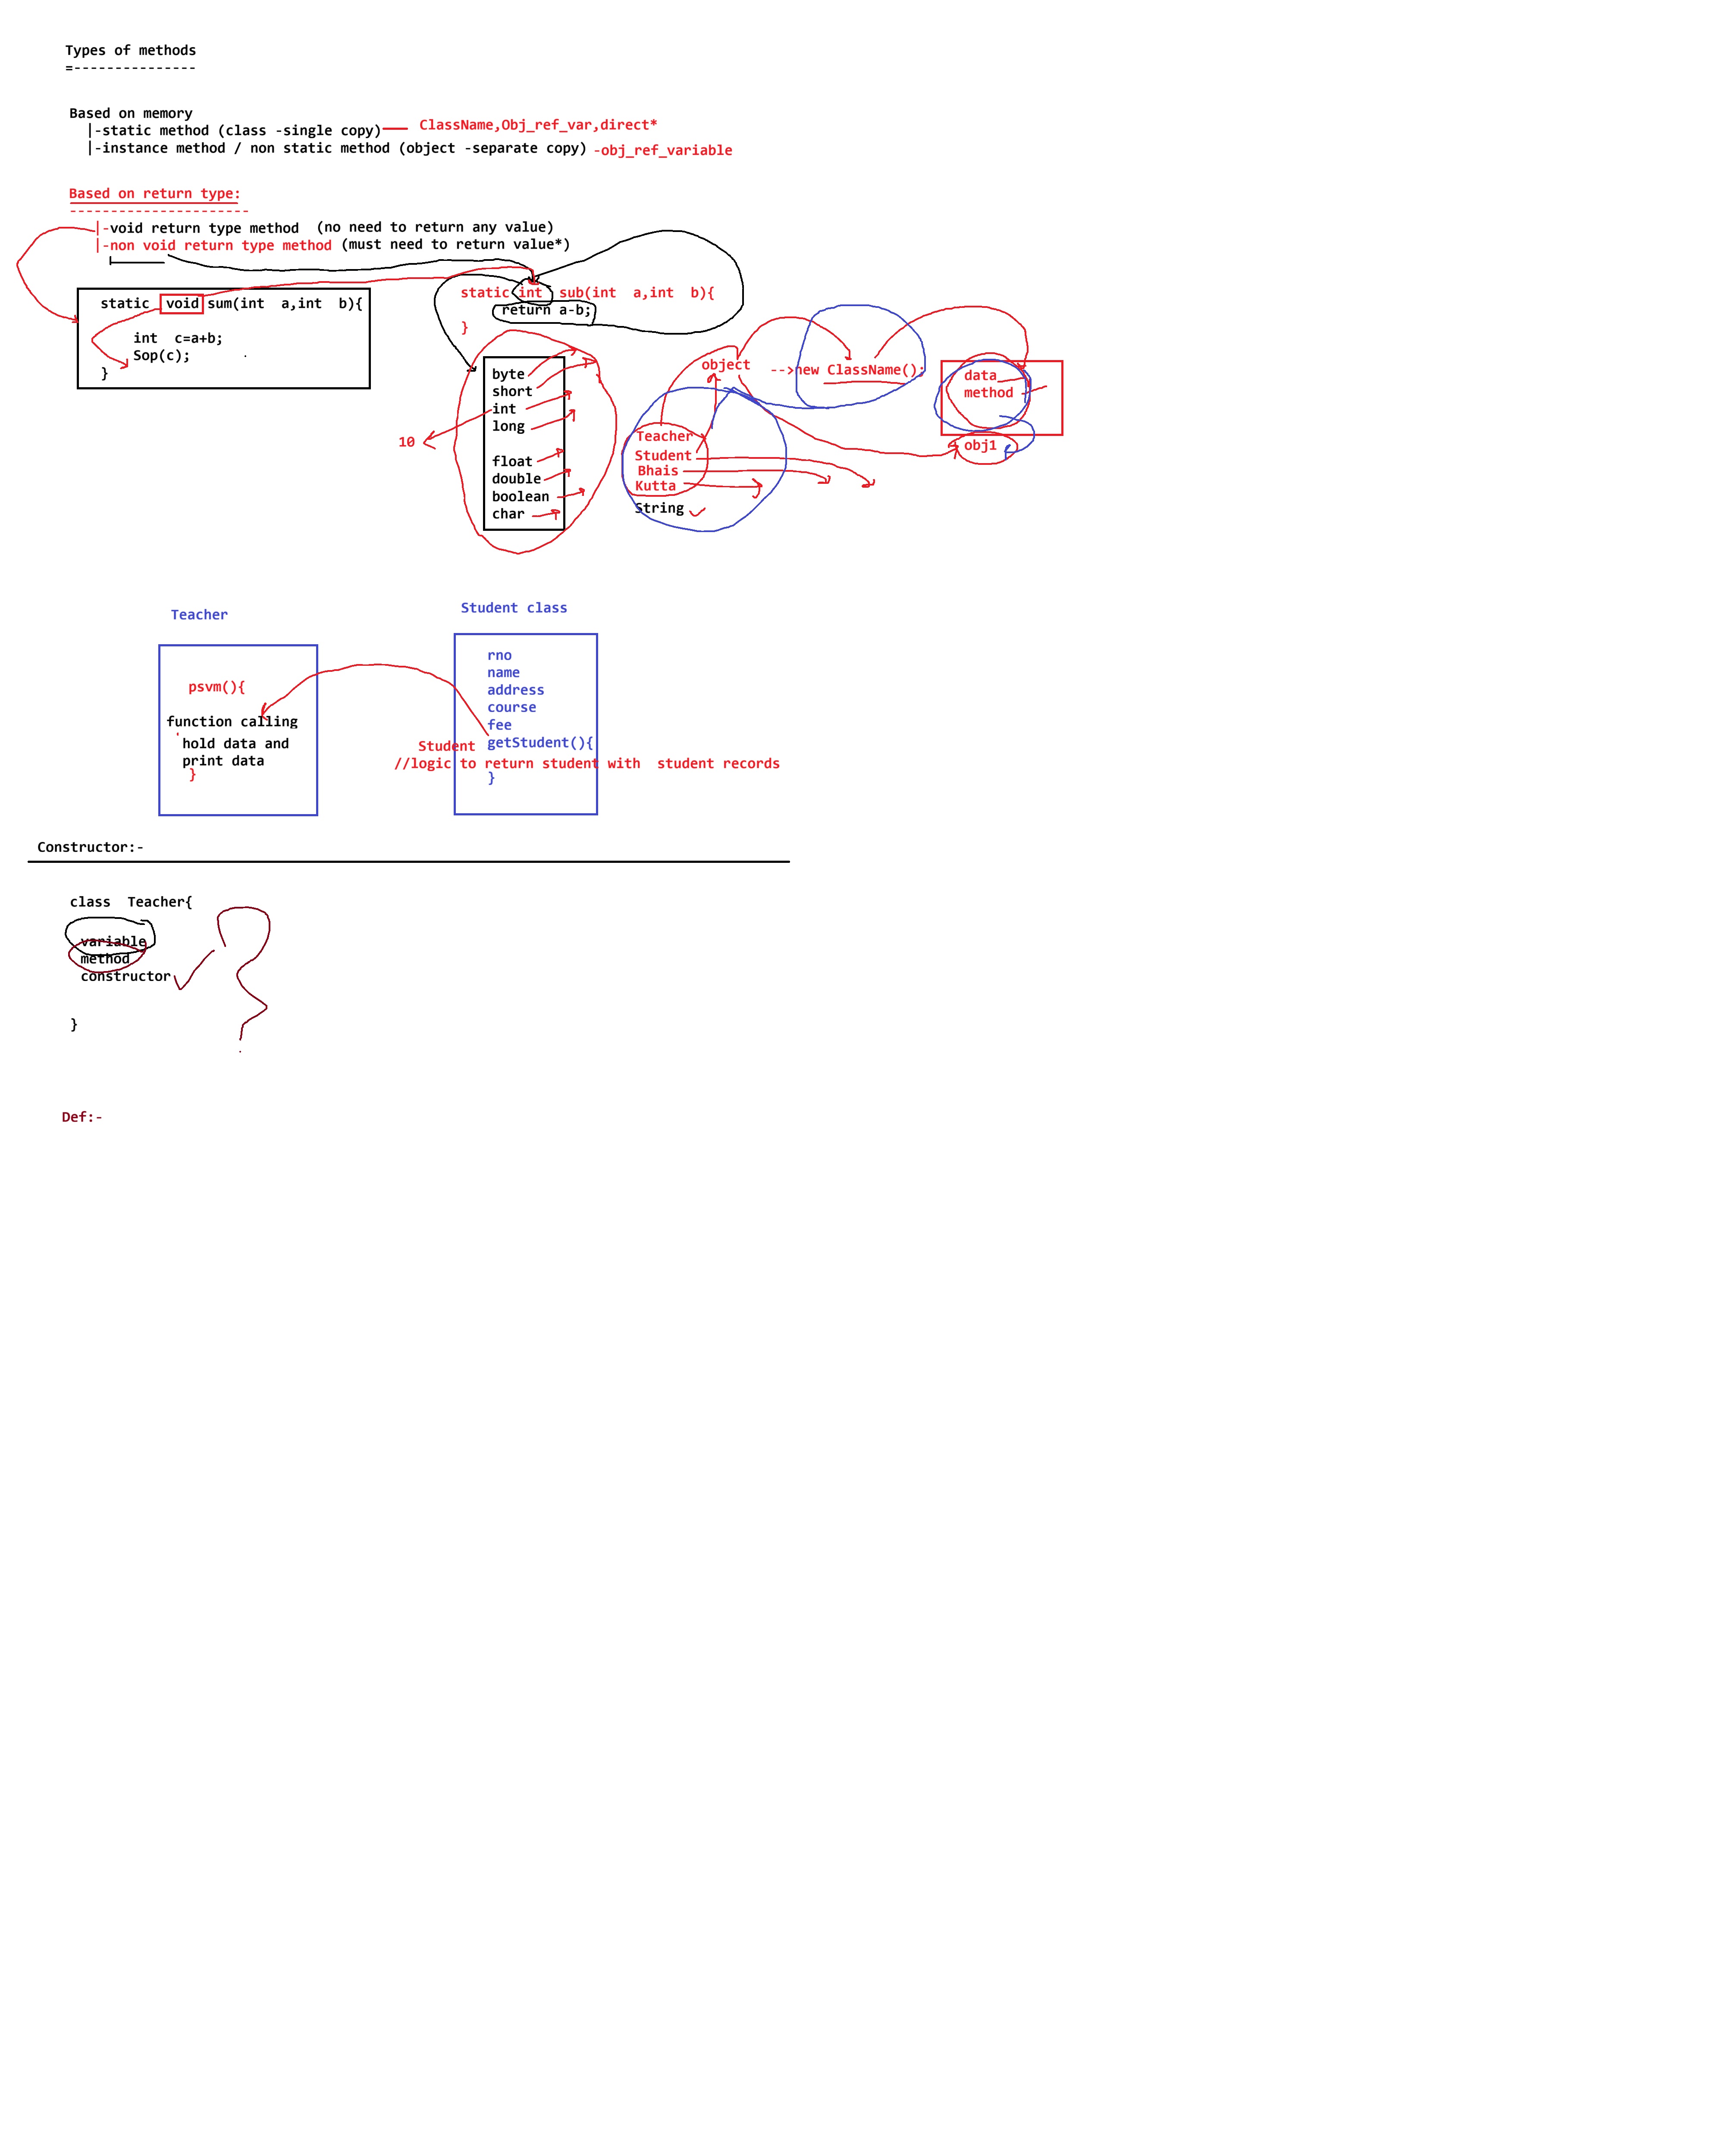 Types of methods
=---------------
Based on memory
|-static method (class -single copy) ClassName,Obj_ref_var,direct*
|-instance method / non static method (object -separate copy) -obj_ref_variable
Based on return type:
----------------------
|-void return type method (no need to return any value)
|-non void return type method (must need to return value*)
static void sum(int a,int b){
int c=a+b;
Sop(c);
}
static int sub(int a,int b){
return a-b;
}
byte
short
int
long
float
double
boolean
char
10
object -->new ClassName();
Teacher
Student
Bhais
Kutta
String
data
method
obj1
Teacher
psvm(){
function calling
hold data and
print data
}
Student class
rno
name
address
course
fee
Student getStudent(){
//logic to return student with student records
}
Constructor:-
class Teacher{
variable
method
constructor
}
Def:-